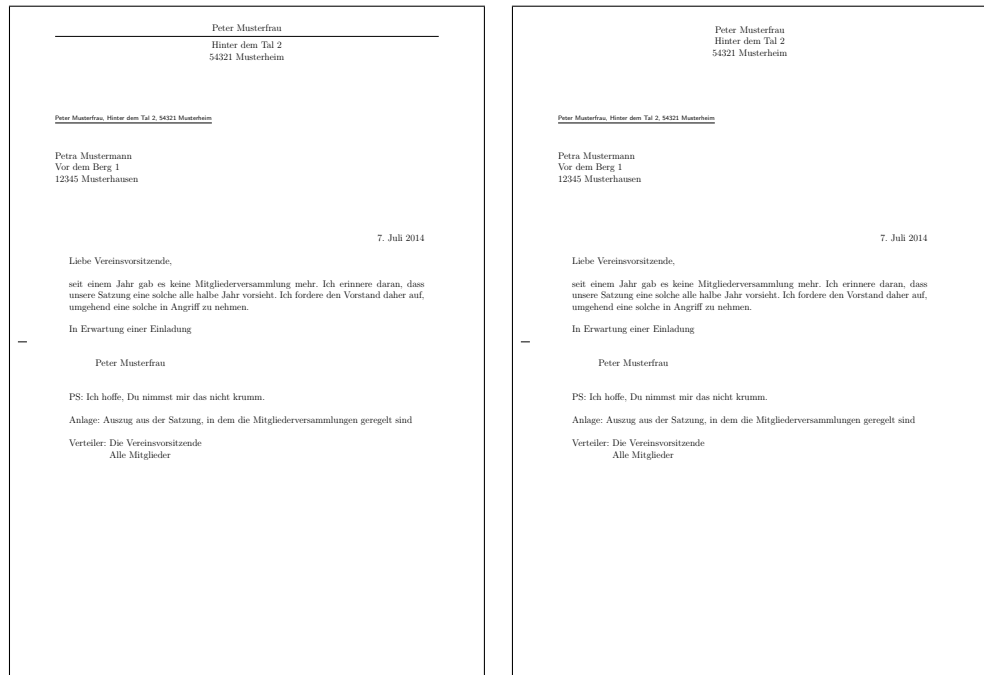 Peter Musterfrau
Hinter dem Tal 2
54321 Musterheim
Peter Musterfrau, Hinter dem Tal 2, 54321 Musterheim
Petra Mustermann
Vor dem Berg 1
12345 Musterhausen
7. Juli 2014
Liebe Vereinsvorsitzende,
seit einem Jahr gab es keine Mitgliederversammlung mehr. Ich erinnere daran, dass
unsere Satzung eine solche alle halbe Jahr vorsieht. Ich fordere den Vorstand daher auf,
umgehend eine solche in Angriff zu nehmen.
In Erwartung einer Einladung
Peter Musterfrau
PS: Ich hoffe, Du nimmst mir das nicht krumm.
Anlage: Auszug aus der Satzung, in dem die Mitgliederversammlungen geregelt sind
Verteiler: Die Vereinsvorsitzende
Alle Mitglieder
Peter Musterfrau
Hinter dem Tal 2
54321 Musterheim
Peter Musterfrau, Hinter dem Tal 2, 54321 Musterheim
Petra Mustermann
Vor dem Berg 1
12345 Musterhausen
7. Juli 2014
Liebe Vereinsvorsitzende,
seit einem Jahr gab es keine Mitgliederversammlung mehr. Ich erinnere daran, dass
unsere Satzung eine solche alle halbe Jahr vorsieht. Ich fordere den Vorstand daher auf,
umgehend eine solche in Angriff zu nehmen.
In Erwartung einer Einladung
Peter Musterfrau
PS: Ich hoffe, Du nimmst mir das nicht krumm.
Anlage: Auszug aus der Satzung, in dem die Mitgliederversammlungen geregelt sind
Verteiler: Die Vereinsvorsitzende
Alle Mitglieder